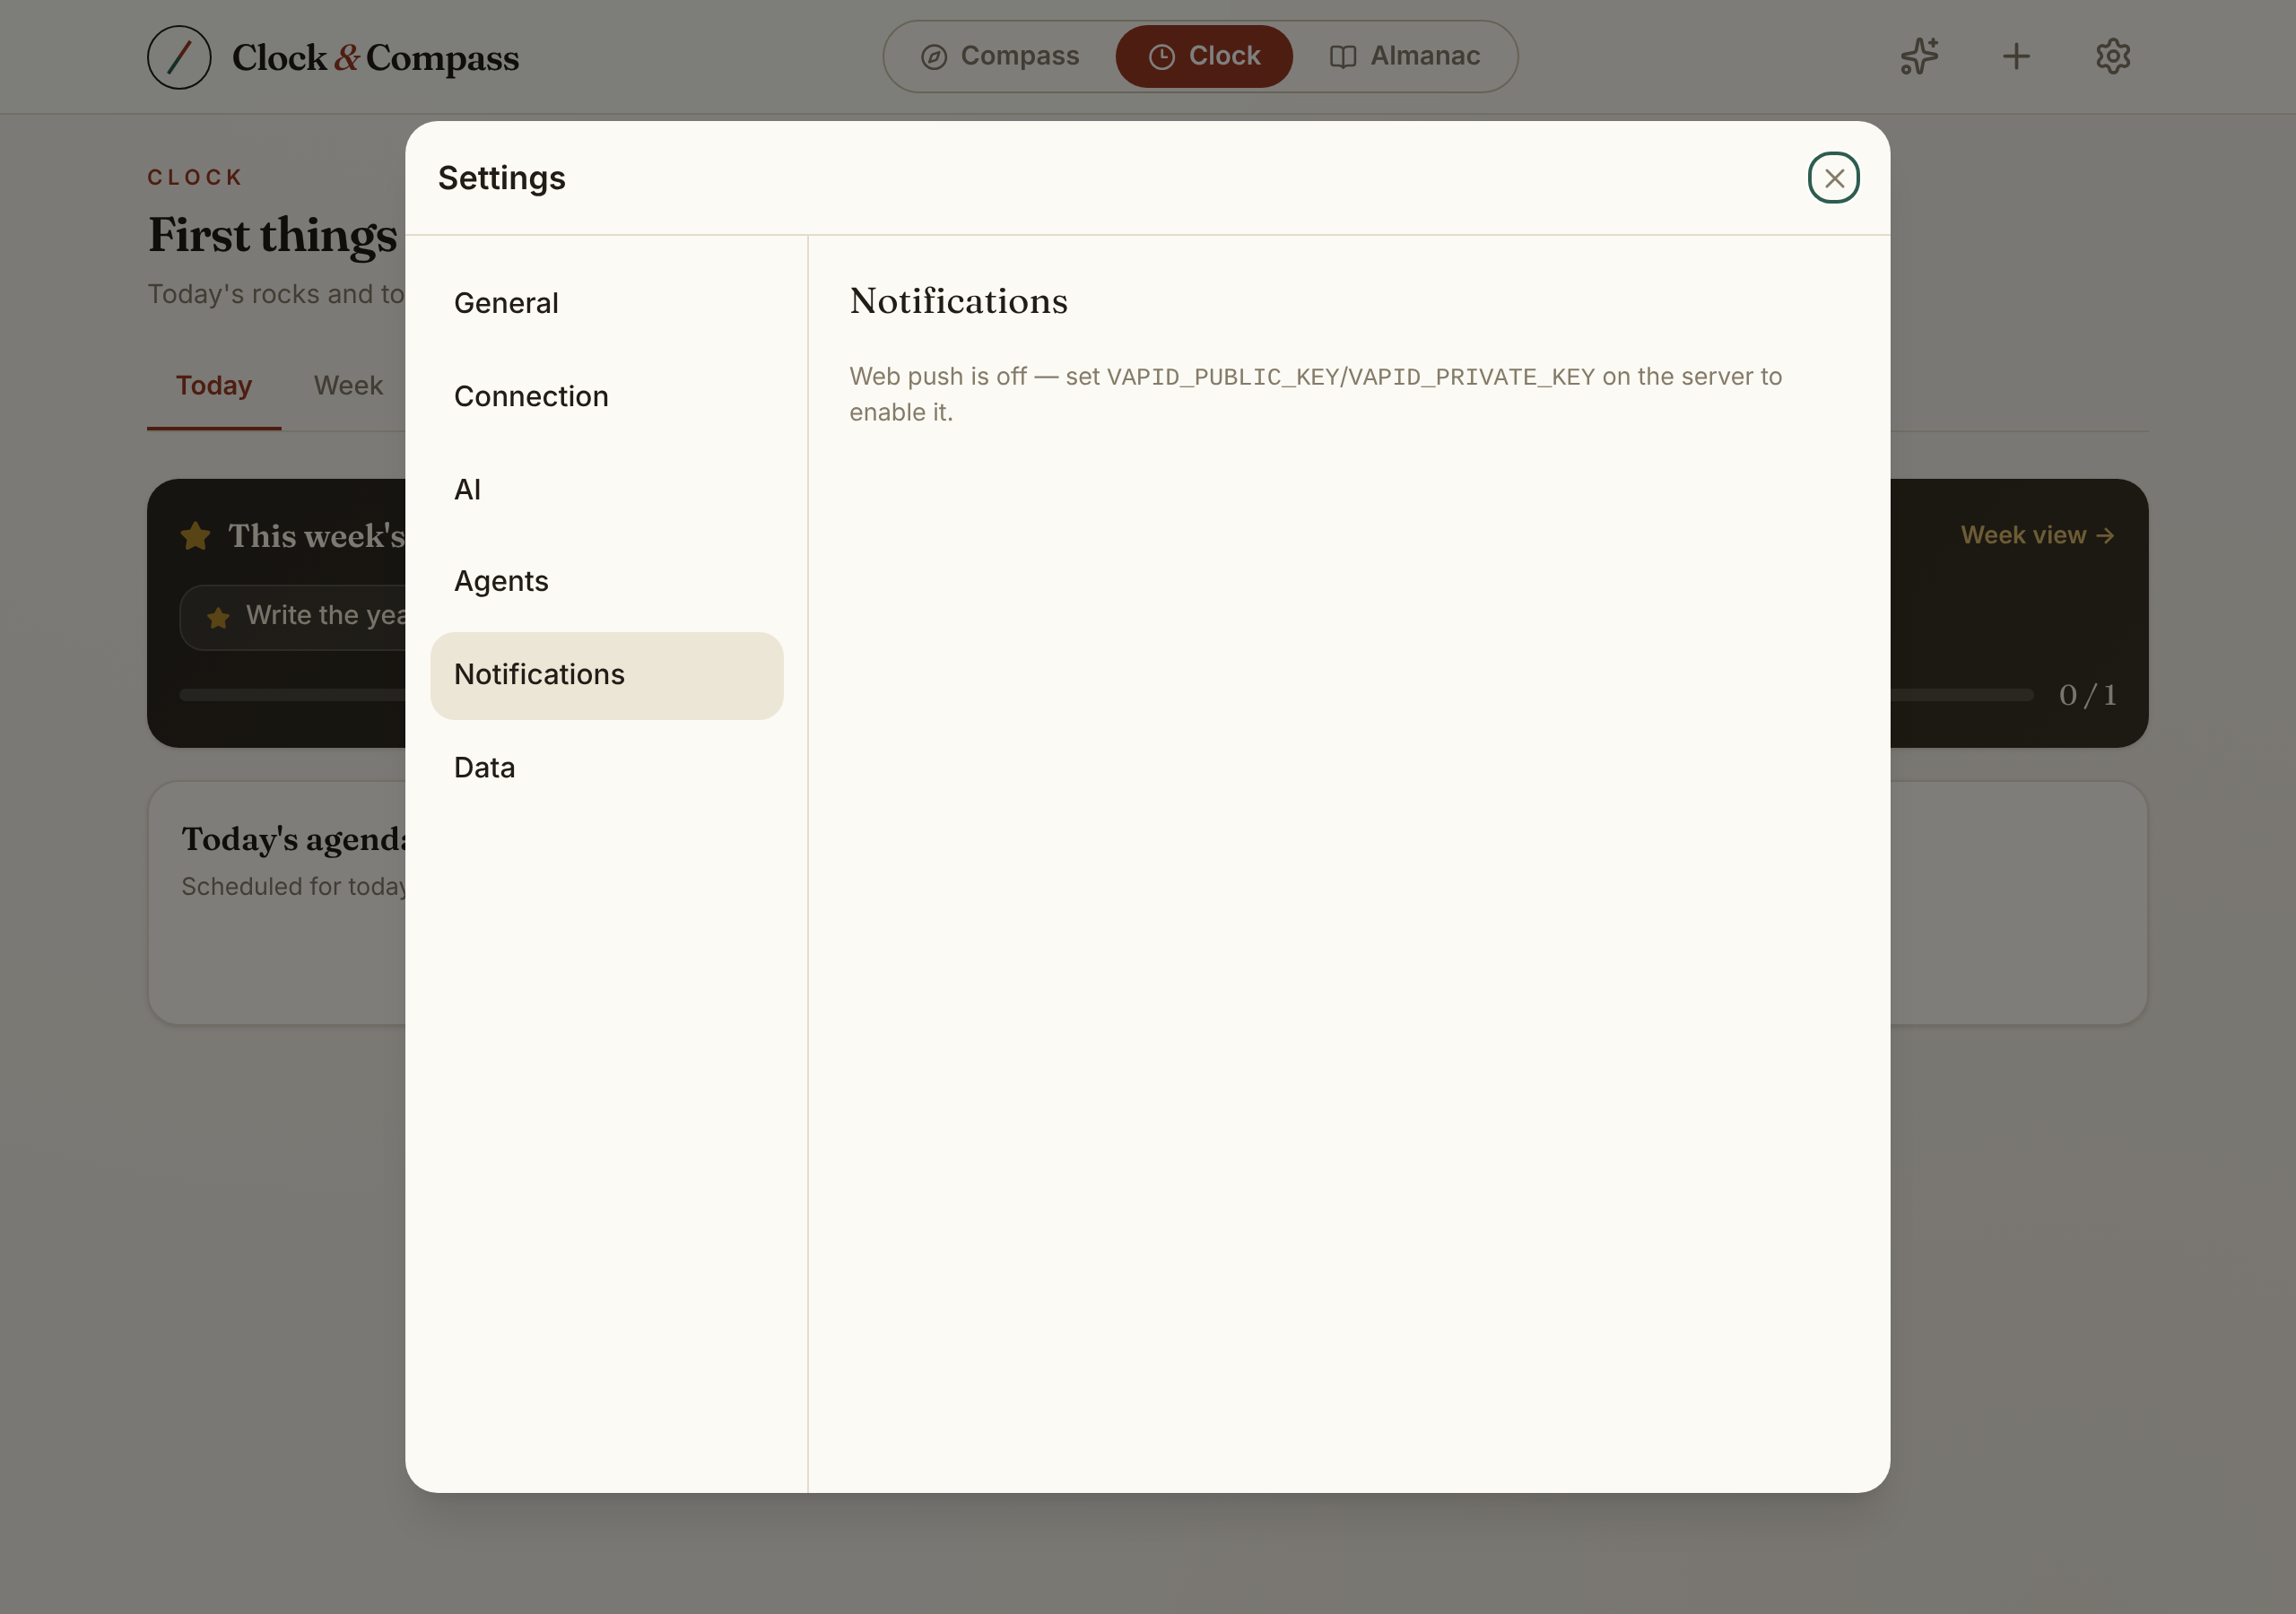 Clock & Compass
Compass
Clock
Almanac
CLOCK
First things
Today's rocks and to
Today
Week
This week's
Week view →
Write the yea
0 / 1
Today's agenda
Scheduled for today
Settings
General
Connection
AI
Agents
Notifications
Data
Notifications
Web push is off — set VAPID_PUBLIC_KEY/VAPID_PRIVATE_KEY on the server to
enable it.